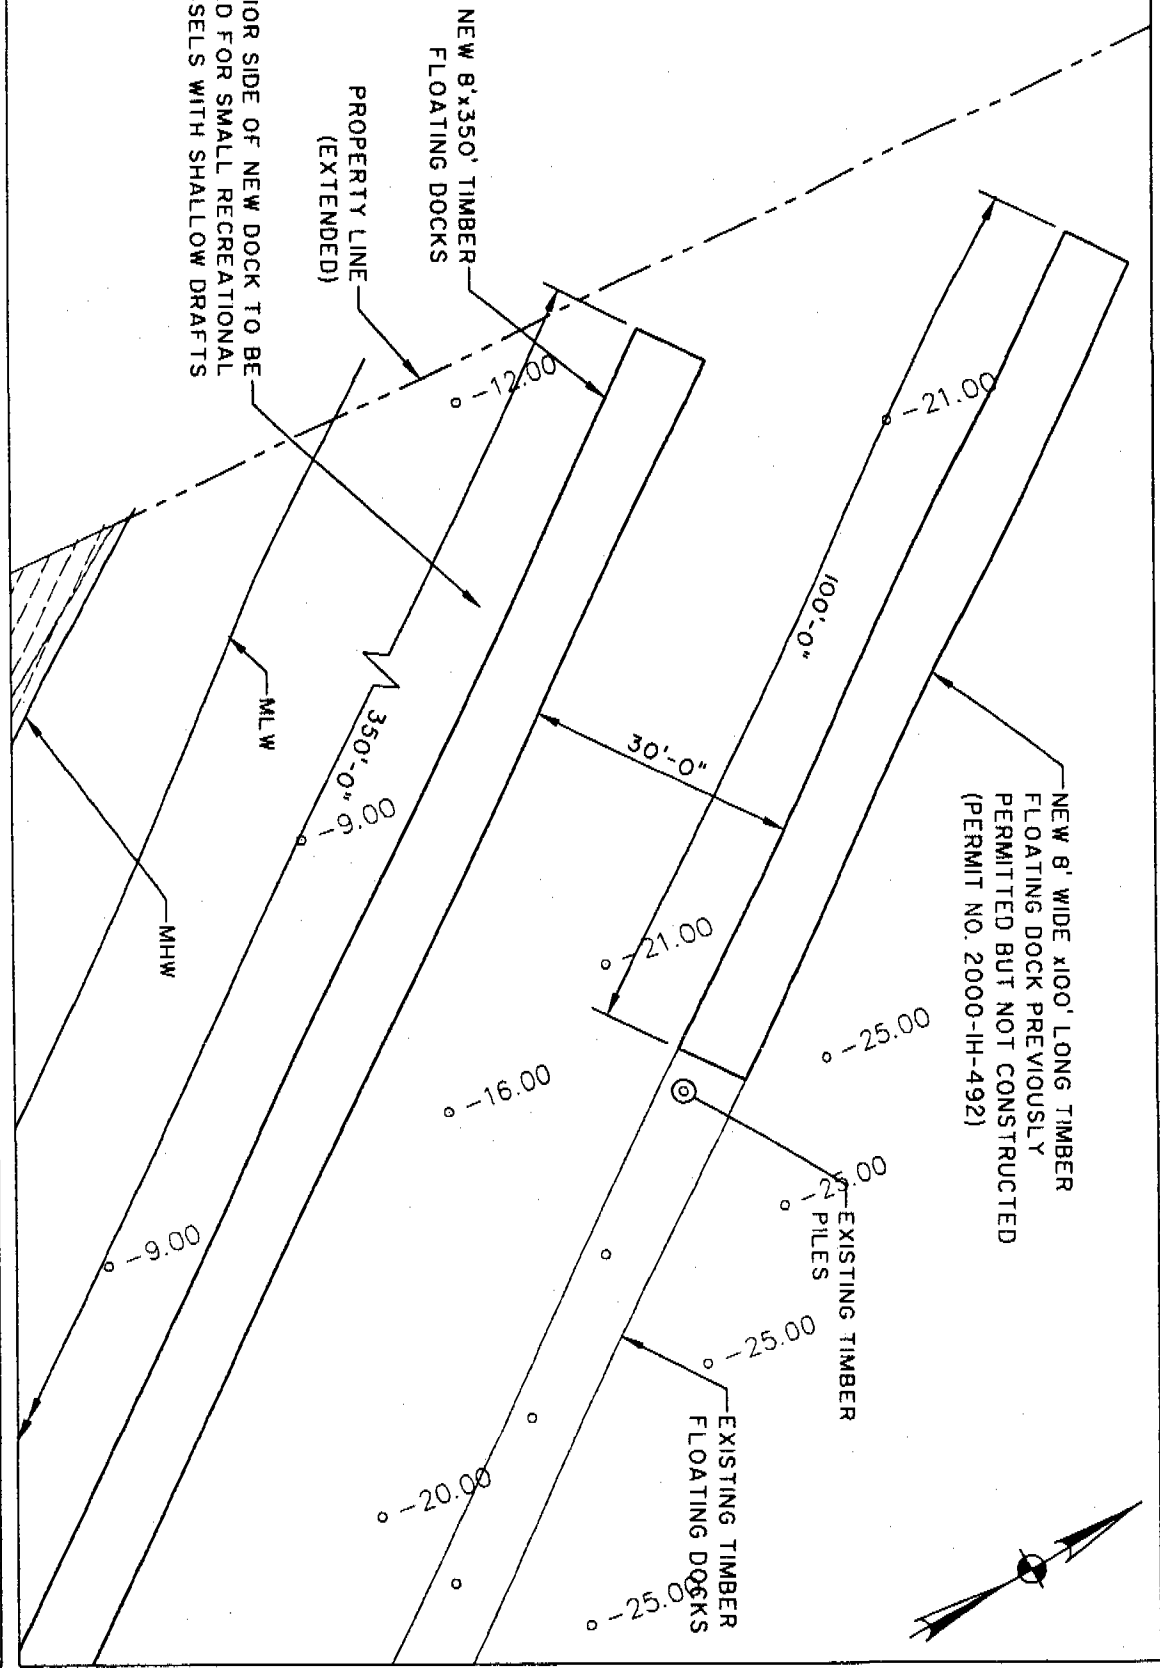 NEW 8' WIDE x100' LONG TIMBER
FLOATING DOCK PREVIOUSLY
PERMITTED BUT NOT CONSTRUCTED
(PERMIT NO. 2000-IH-492)
EXISTING TIMBER
PILES
EXISTING TIMBER
FLOATING DOCKS
NEW 8'x350' TIMBER
FLOATING DOCKS
PROPERTY LINE
(EXTENDED)
IOR SIDE OF NEW DOCK TO BE
D FOR SMALL RECREATIONAL
SELS WITH SHALLOW DRAFTS
MLW
MHW
100'-0"
30'-0"
350'-0"
-12.00
-21.00
-21.00
-9.00
-9.00
-16.00
-20.00
-25.00
-25.00
-25.00
-25.00